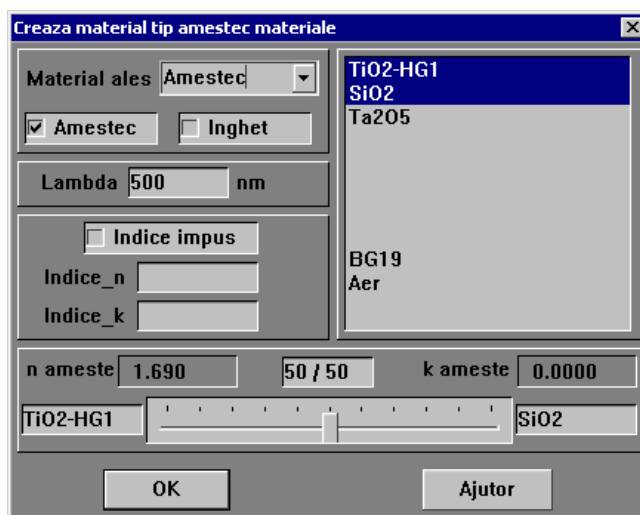 Creaza material tip amestec materiale
Material ales Amestec
Amestec Inghet
Lambda 500 nm
Indice impus
Indice_n
Indice_k
TiO2-HG1
SiO2
Ta2O5
BG19
Aer
n ameste 1.690 50 / 50 k ameste 0.0000
TiO2-HG1 SiO2
OK Ajutor